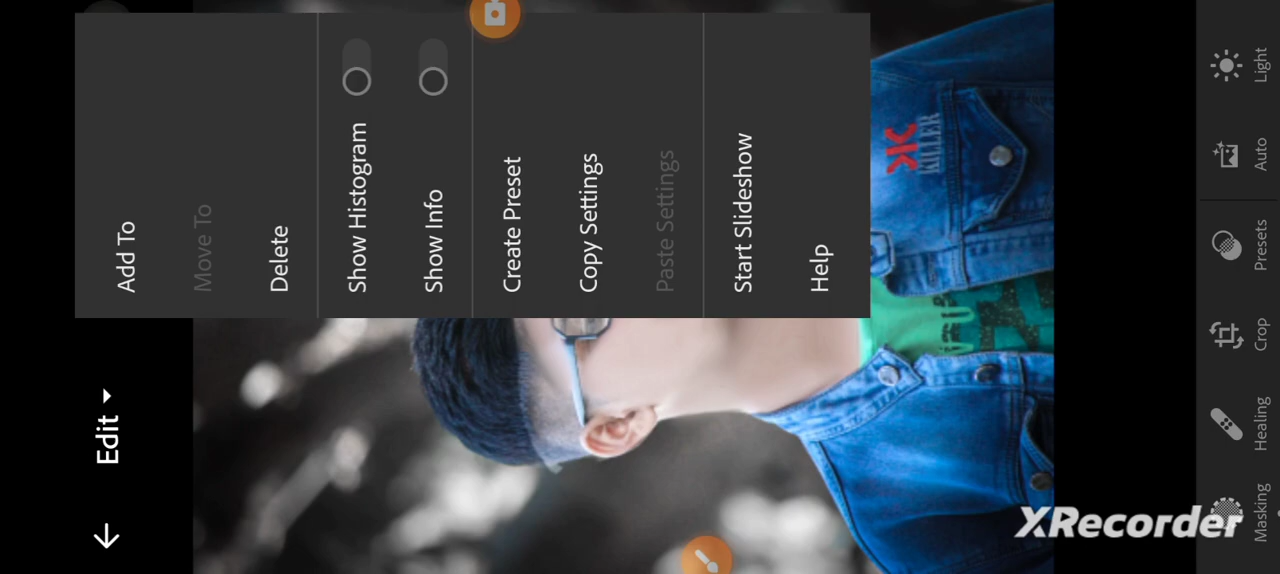 Edit
Add To
Move To
Delete
Show Histogram
Show Info
Create Preset
Copy Settings
Paste Settings
Start Slideshow
Help
KILLER
Masking
Healing
Crop
Presets
Auto
Light
XRecorder